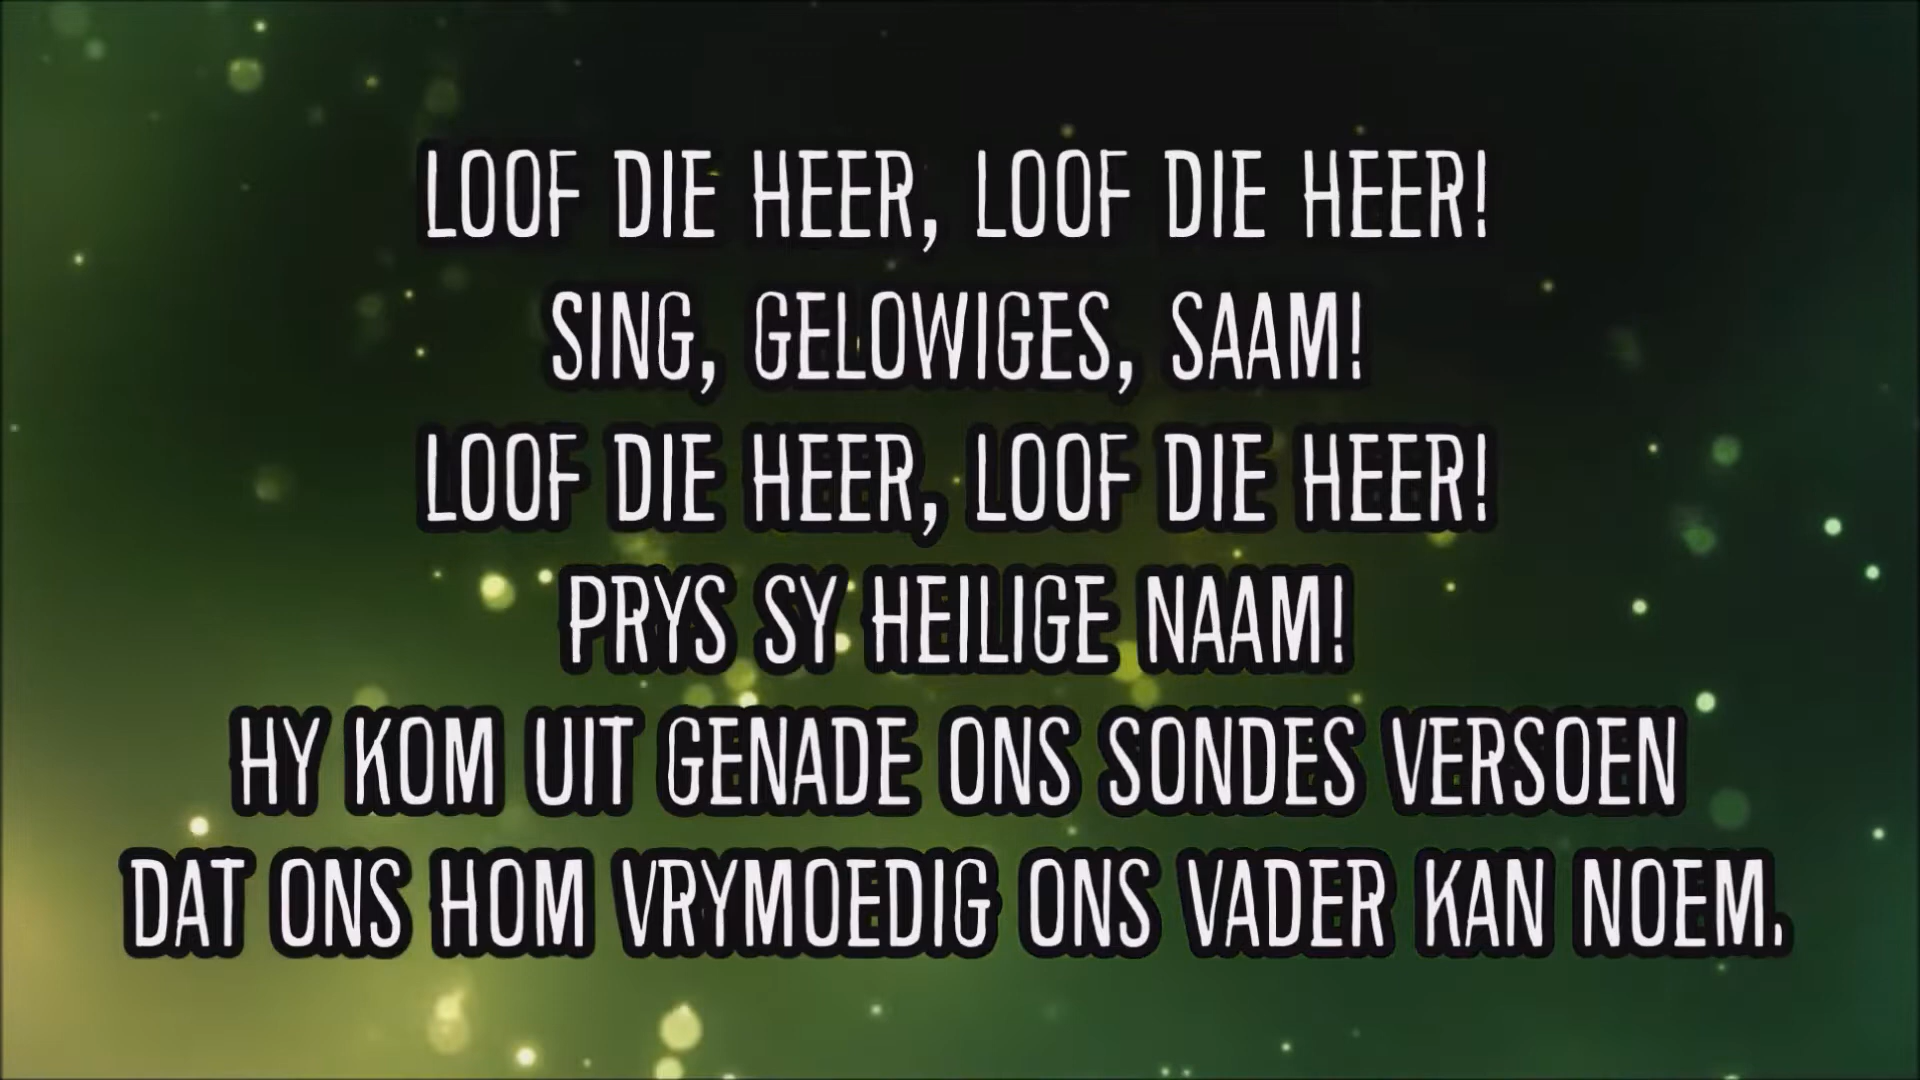 LOOF DIE HEER, LOOF DIE HEER!
SING, GELOWIGES, SAAM!
LOOF DIE HEER, LOOF DIE HEER!
PRYS SY HEILIGE NAAM!
HY KOM UIT GENADE ONS SONDES VERSOEN
DAT ONS HOM VRYMOEDIG ONS VADER KAN NOEM.